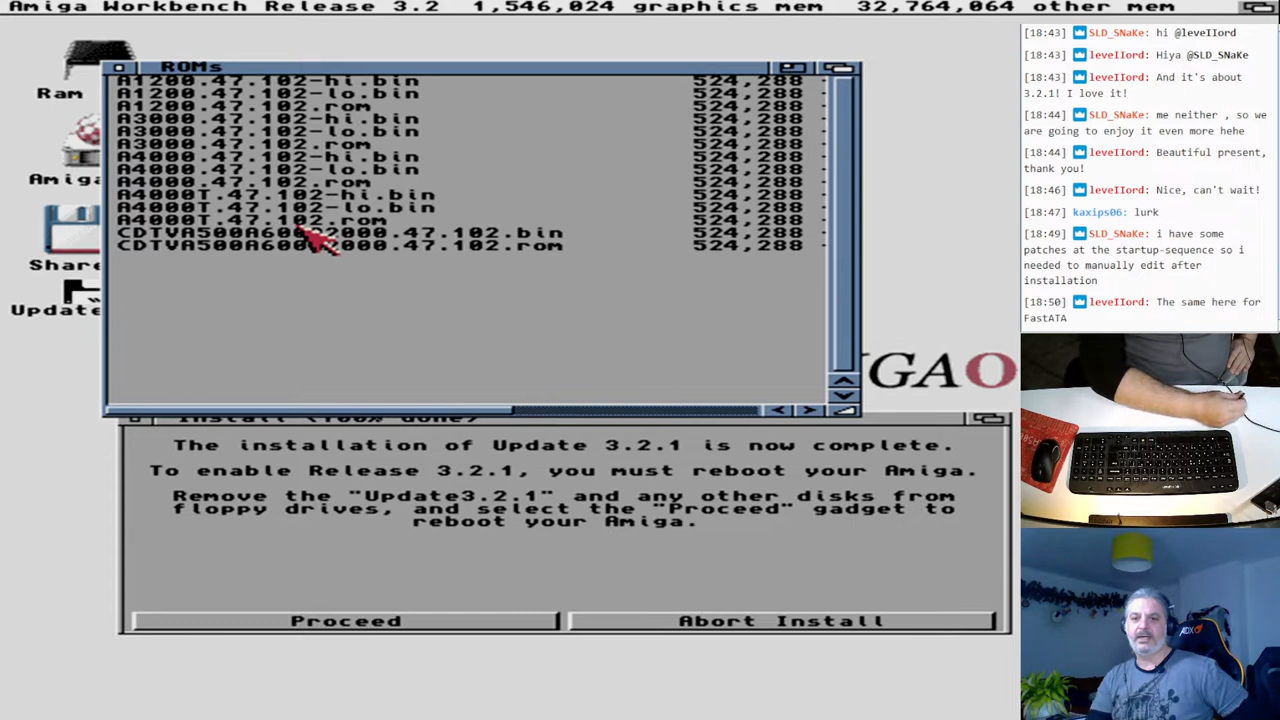 Amiga Workbench Release 3.2 1,546,024 graphics mem 32,764,064 other mem
Ram
Amiga
Share
Update
ROMs
A1200.47.102-hi.bin 524,288
A1200.47.102-lo.bin 524,288
A1200.47.102.rom 524,288
A3000.47.102-hi.bin 524,288
A3000.47.102-lo.bin 524,288
A3000.47.102.rom 524,288
A4000.47.102-hi.bin 524,288
A4000.47.102-lo.bin 524,288
A4000.47.102.rom 524,288
A4000T.47.102-hi.bin 524,288
A4000T.47.102-lo.bin 524,288
A4000T.47.102.rom 524,288
CDTVA500A600 2000.47.102.bin 524,288
CDTVA500A600 000.47.102.rom 524,288
IGAO
Install (100% done)
The installation of Update 3.2.1 is now complete.
To enable Release 3.2.1, you must reboot your Amiga.
Remove the "Update3.2.1" and any other disks from
floppy drives, and select the "Proceed" gadget to
reboot your Amiga.
Proceed Abort Install
[18:43] SLD_SNaKe: hi @leveIIord
[18:43] leveIIord: Hiya @SLD_SNaKe
[18:43] leveIIord: And it's about
3.2.1! I love it!
[18:44] SLD_SNaKe: me neither , so we
are going to enjoy it even more hehe
[18:44] leveIIord: Beautiful present,
thank you!
[18:46] leveIIord: Nice, can't wait!
[18:47] kaxips06: lurk
[18:49] SLD_SNaKe: i have some
patches at the startup-sequence so i
needed to manually edit after
installation
[18:50] leveIIord: The same here for
FastATA